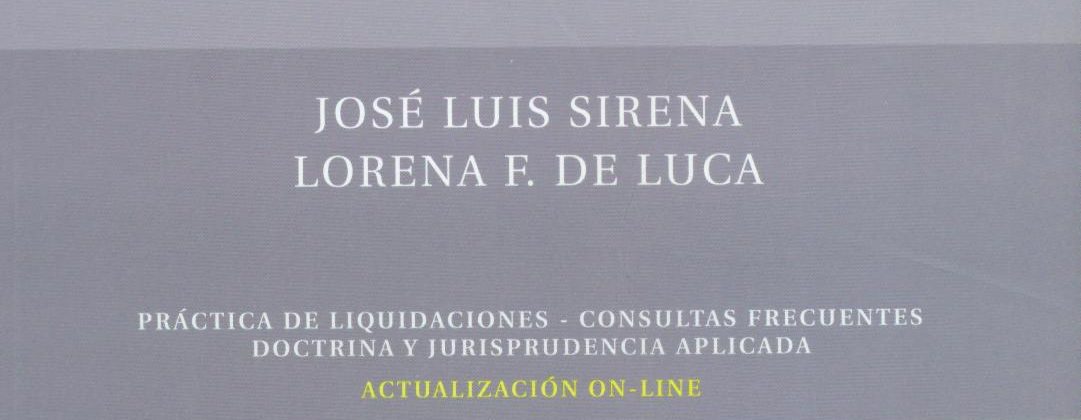 JOSÉ LUIS SIRENA
LORENA F. DE LUCA
PRÁCTICA DE LIQUIDACIONES - CONSULTAS FRECUENTES
DOCTRINA Y JURISPRUDENCIA APLICADA
ACTUALIZACIÓN ON-LINE